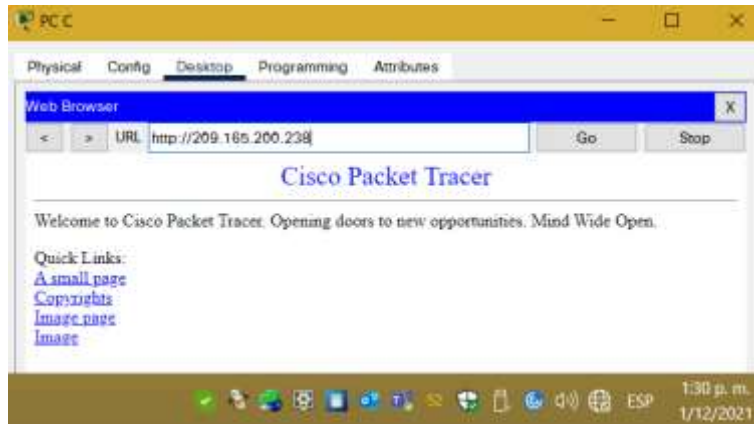 PC C
Physical Config Desktop Programming Attributes
Web Browser X
< > URL http://209.165.200.238 Go Stop
Cisco Packet Tracer
Welcome to Cisco Packet Tracer. Opening doors to new opportunities. Mind Wide Open.
Quick Links:
A small page
Copyrights
Image page
Image
ESP 1:30 p. m.
1/12/2021